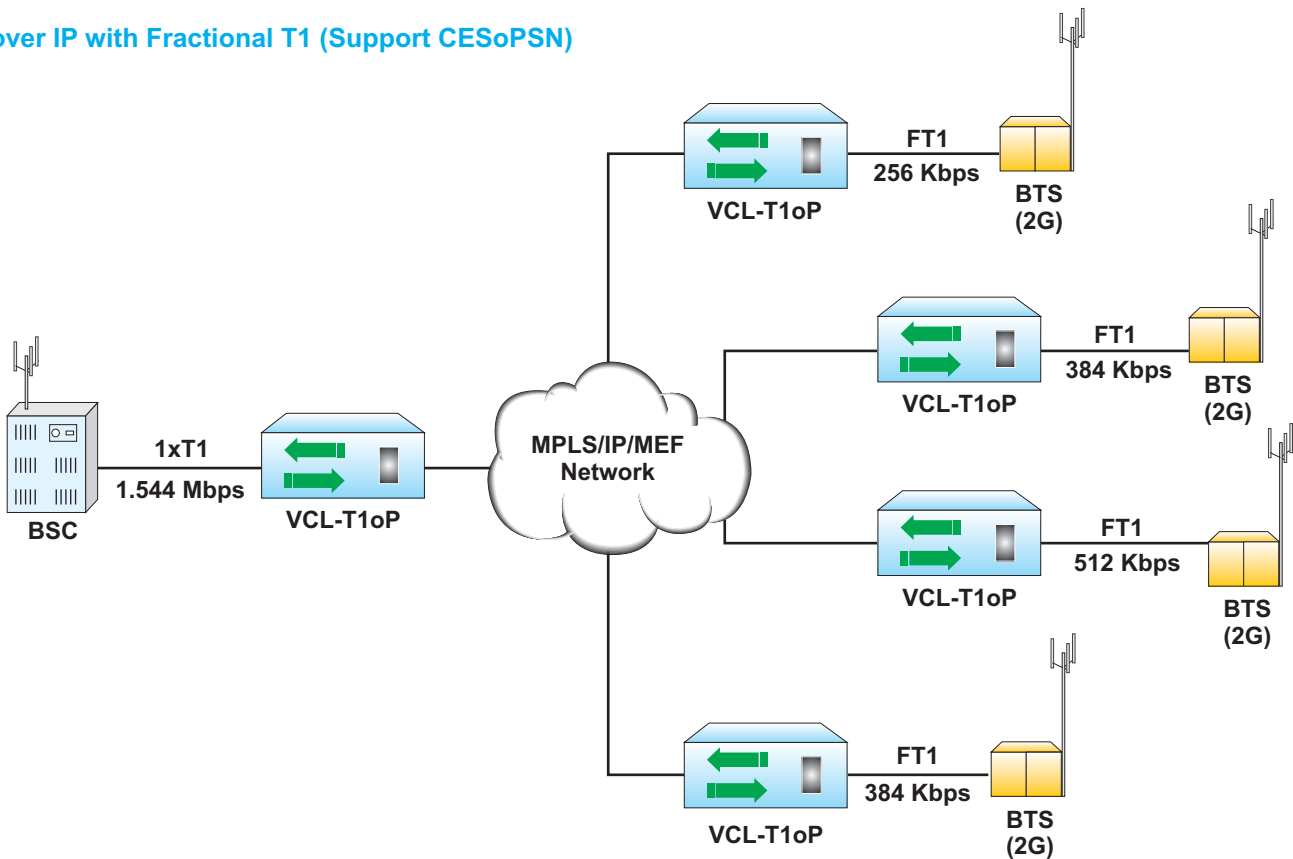 over IP with Fractional T1 (Support CESoPSN)
FT1
256 Kbps
VCL-T1oP
BTS
(2G)
FT1
384 Kbps
VCL-T1oP
BTS
(2G)
1xT1
1.544 Mbps
BSC
VCL-T1oP
MPLS/IP/MEF
Network
FT1
512 Kbps
VCL-T1oP
BTS
(2G)
FT1
384 Kbps
VCL-T1oP
BTS
(2G)